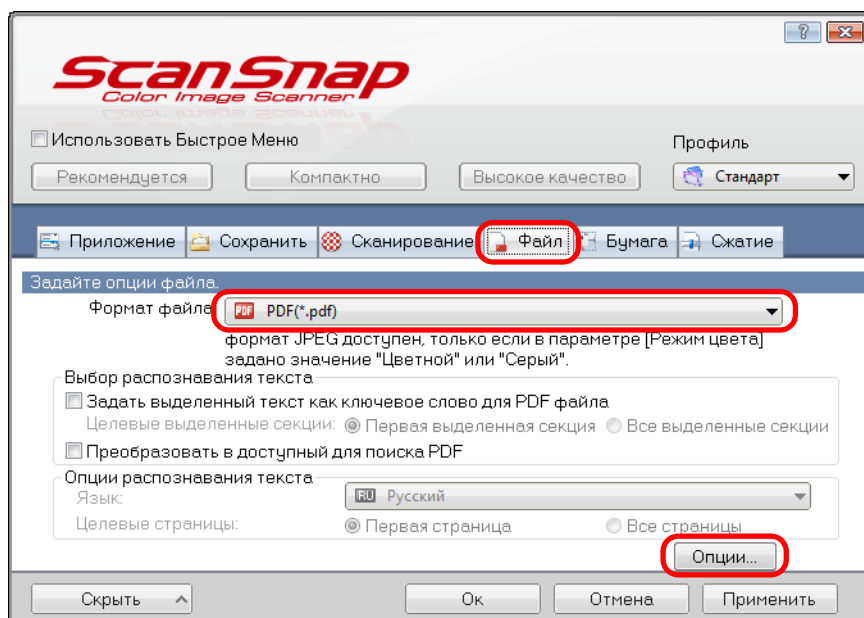 ScanSnap
Color Image Scanner
Использовать Быстрое Меню
Профиль
Рекомендуется Компактно Высокое качество Стандарт
Приложение Сохранить Сканирование Файл Бумага Сжатие
Задайте опции файла.
Формат файла PDF PDF(*.pdf)
формат JPEG доступен, только если в параметре [Режим цвета]
задано значение "Цветной" или "Серый".
Выбор распознавания текста
Задать выделенный текст как ключевое слово для PDF файла
Целевые выделенные секции: Первая выделенная секция Все выделенные секции
Преобразовать в доступный для поиска PDF
Опции распознавания текста
Язык: RU Русский
Целевые страницы: Первая страница Все страницы
Опции...
Скрыть Ок Отмена Применить